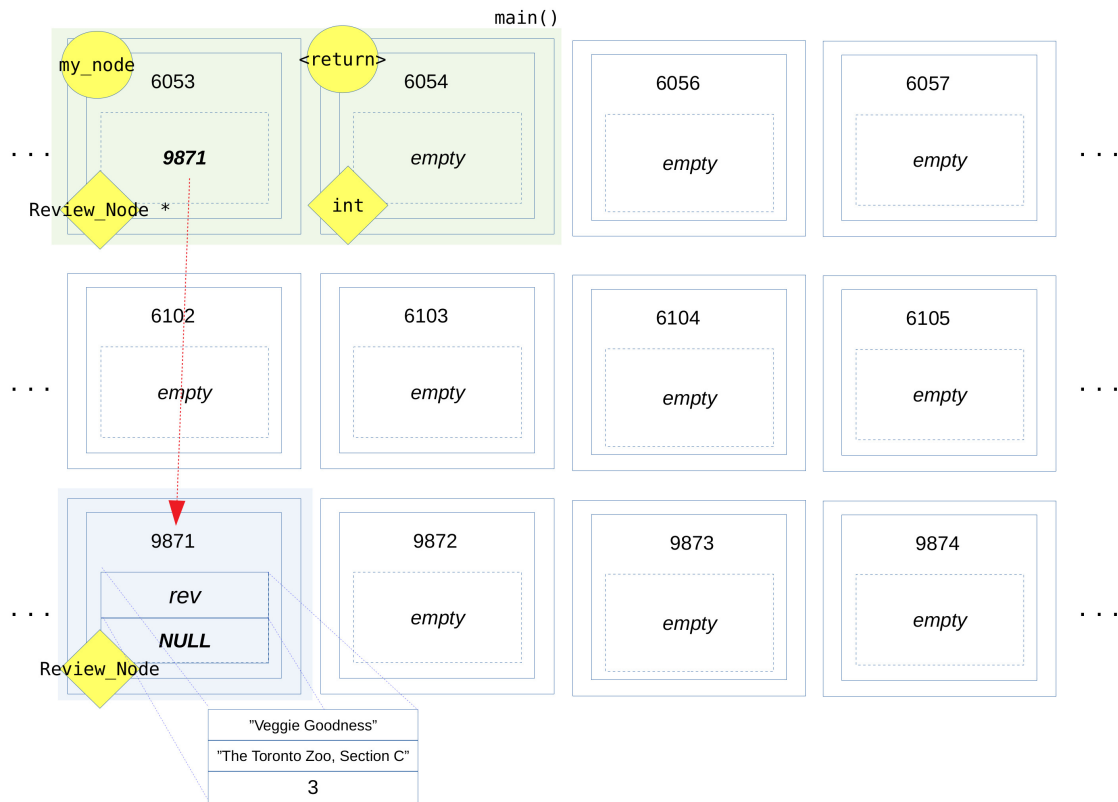 main()
my_node
<return>
6053
6054
6056
6057
...
9871
empty
empty
empty
...
Review_Node *
int
6102
6103
6104
6105
...
empty
empty
empty
empty
...
9871
9872
9873
9874
...
rev
NULL
empty
empty
empty
...
Review_Node
”Veggie Goodness”
”The Toronto Zoo, Section C”
3